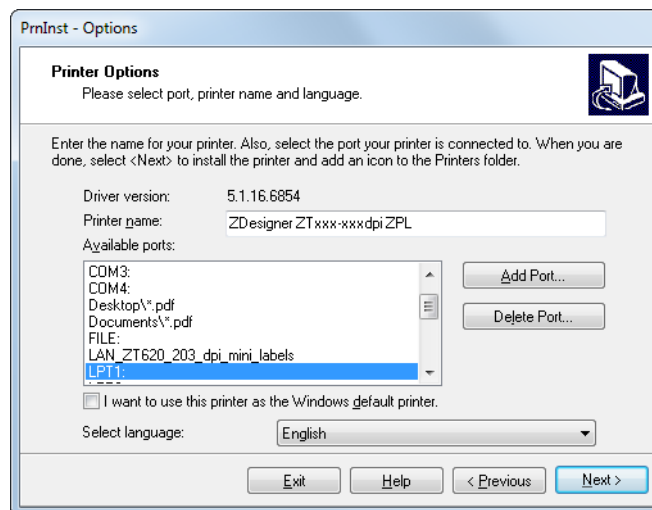 PrnInst - Options
Printer Options
Please select port, printer name and language.
Enter the name for your printer. Also, select the port your printer is connected to. When you are
done, select <Next> to install the printer and add an icon to the Printers folder.
Driver version: 5.1.16.6854
Printer name: ZDesigner ZTxxx-xxxdpi ZPL
Available ports:
COM3:
COM4:
Desktop\*.pdf
Documents\*.pdf
FILE:
LAN_ZT620_203_dpi_mini_labels
LPT1:
Add Port...
Delete Port...
I want to use this printer as the Windows default printer.
Select language: English
Exit Help < Previous Next >